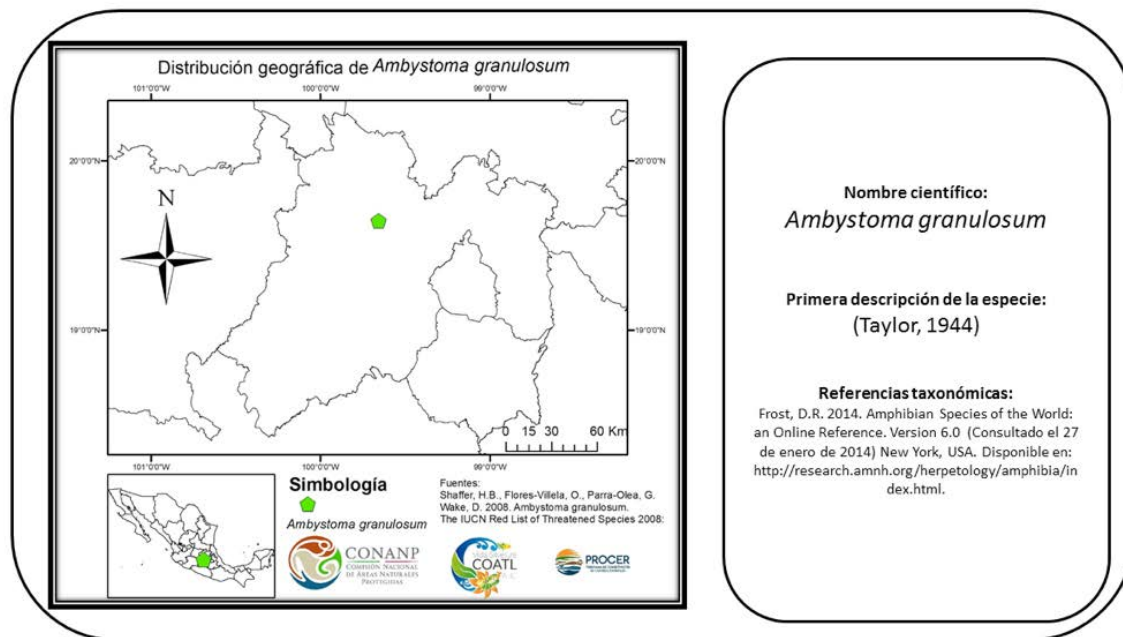 Distribución geográfica de Ambystoma granulosum
101°0'0"W 100°0'0"W 99°0'0"W
20°0'0"N 20°0'0"N
N
19°0'0"N 19°0'0"N
0 15 30 60 Km
101°0'0"W 100°0'0"W 99°0'0"W
Simbología
Ambystoma granulosum
Fuentes:
Shaffer, H.B., Flores-Villela, O., Parra-Olea, G.
Wake, D. 2008. Ambystoma granulosum.
The IUCN Red List of Threatened Species 2008:
CONANP
COMISIÓN NACIONAL
DE ÁREAS NATURALES
PROTEGIDAS
COATL
PROCER
Nombre científico:
Ambystoma granulosum
Primera descripción de la especie:
(Taylor, 1944)
Referencias taxonómicas:
Frost, D.R. 2014. Amphibian Species of the World:
an Online Reference. Version 6.0 (Consultado el 27
de enero de 2014) New York, USA. Disponible en:
http://research.amnh.org/herpetology/amphibia/in
dex.html.